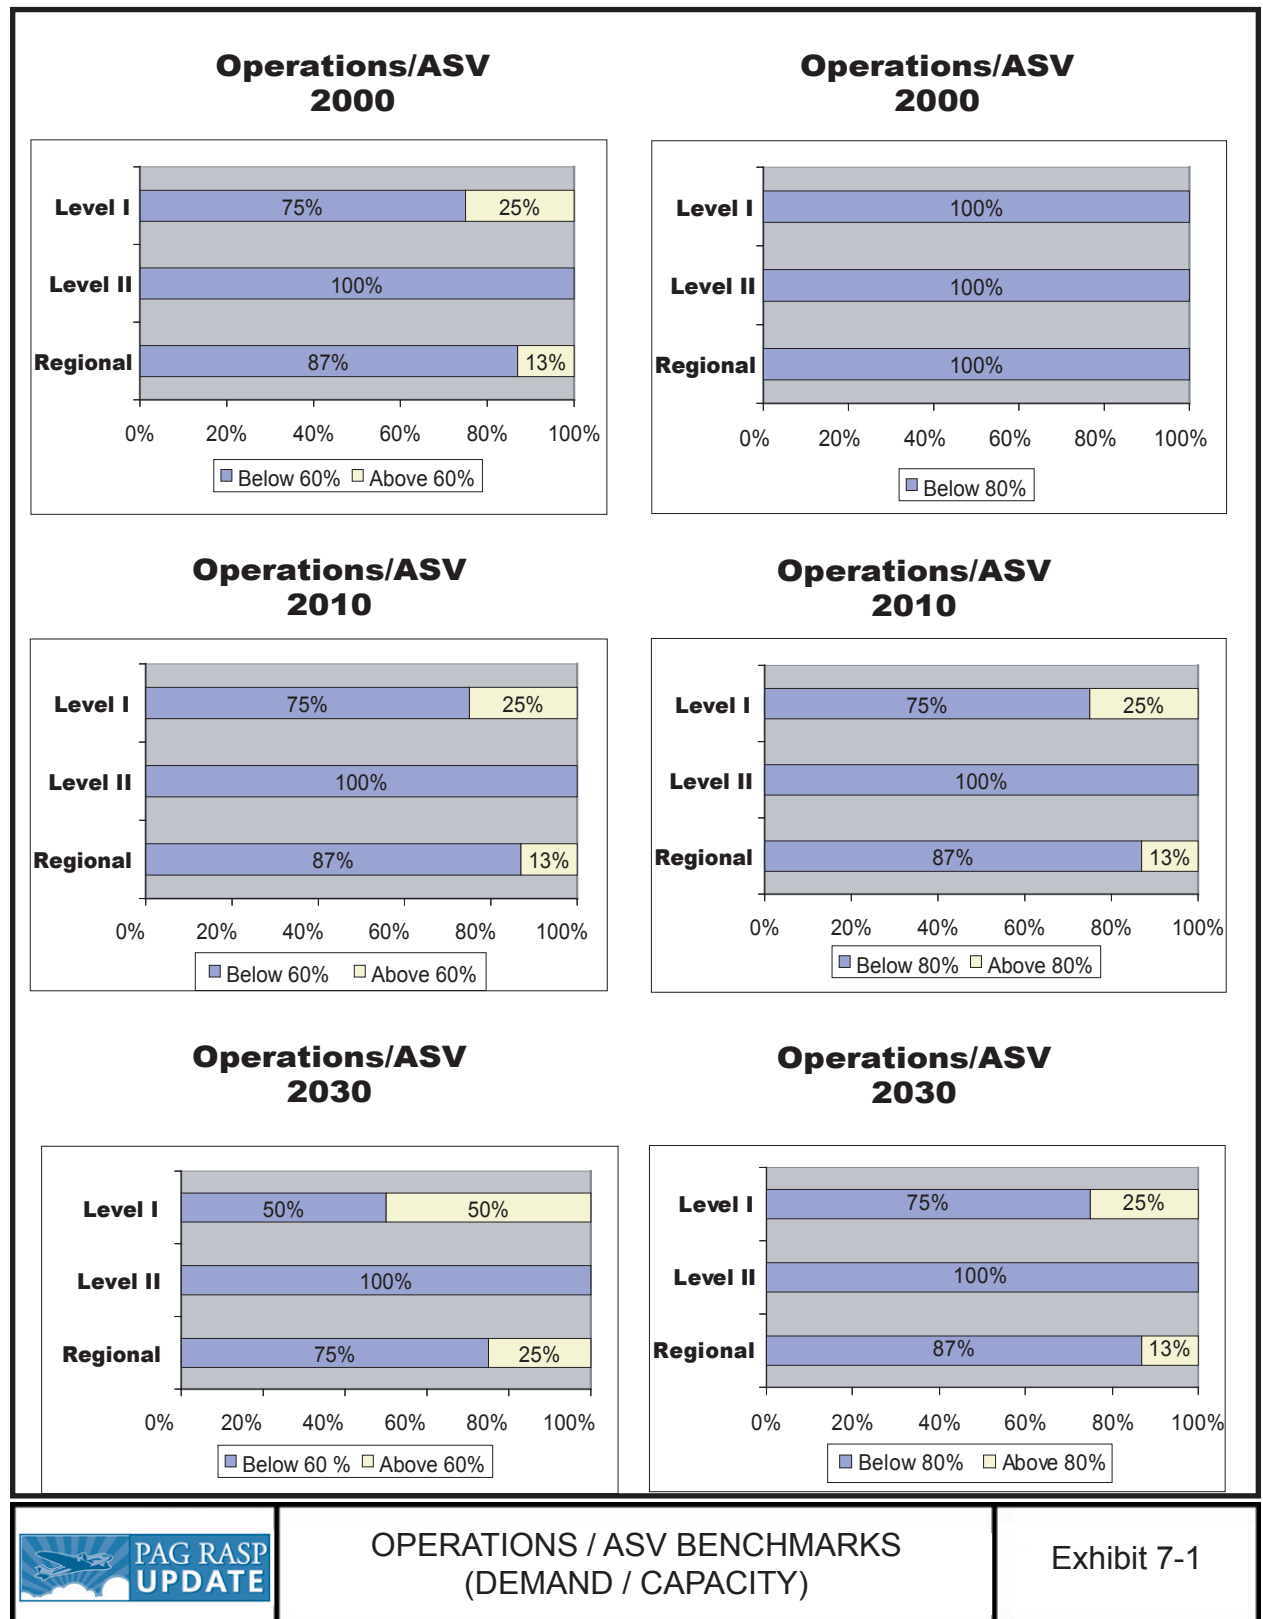 Operations/ASV
2000
Level I
75%
25%
Level II
100%
Regional
87%
13%
0% 20% 40% 60% 80% 100%
Below 60% Above 60%
Operations/ASV
2000
Level I
100%
Level II
100%
Regional
100%
0% 20% 40% 60% 80% 100%
Below 80%
Operations/ASV
2010
Level I
75%
25%
Level II
100%
Regional
87%
13%
0% 20% 40% 60% 80% 100%
Below 60% Above 60%
Operations/ASV
2010
Level I
75%
25%
Level II
100%
Regional
87%
13%
0% 20% 40% 60% 80% 100%
Below 80% Above 80%
Operations/ASV
2030
Level I
50%
50%
Level II
100%
Regional
75%
25%
0% 20% 40% 60% 80% 100%
Below 60 % Above 60%
Operations/ASV
2030
Level I
75%
25%
Level II
100%
Regional
87%
13%
0% 20% 40% 60% 80% 100%
Below 80% Above 80%
PAG RASP
UPDATE
OPERATIONS / ASV BENCHMARKS
(DEMAND / CAPACITY)
Exhibit 7-1